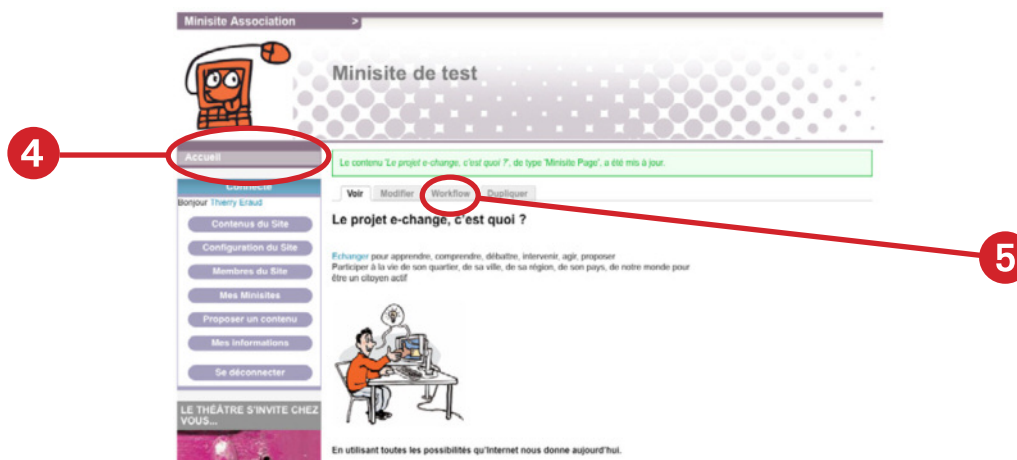 Minisite Association >
Minisite de test
4
Accueil
Le contenu 'Le projet e-change, c'est quoi ?', de type 'Minisite Page', a été mis à jour.
Connecté
Bonjour Thierry Eraud
Contenus du Site
Configuration du Site
Membres du Site
Mes Minisites
Proposer un contenu
Mes informations
Se déconnecter
LE THÉÂTRE S'INVITE CHEZ
VOUS...
Voir Modifier Workflow Dupliquer
5
Le projet e-change, c'est quoi ?
Echanger pour apprendre, comprendre, débattre, intervenir, agir, proposer
Participer à la vie de son quartier, de sa ville, de sa région, de son pays, de notre monde pour
être un citoyen actif
En utilisant toutes les possibilités qu'Internet nous donne aujourd'hui.